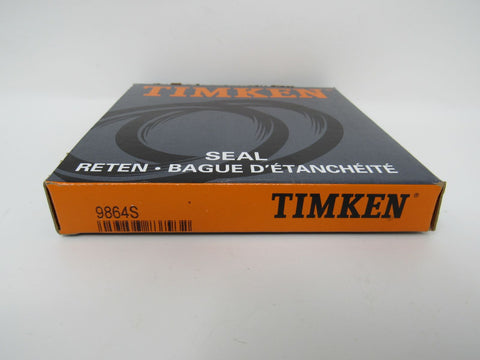 TIMKEN
SEAL
RETEN • BAGUE D'ÉTANCHÉITÉ
9864S
TIMKEN®